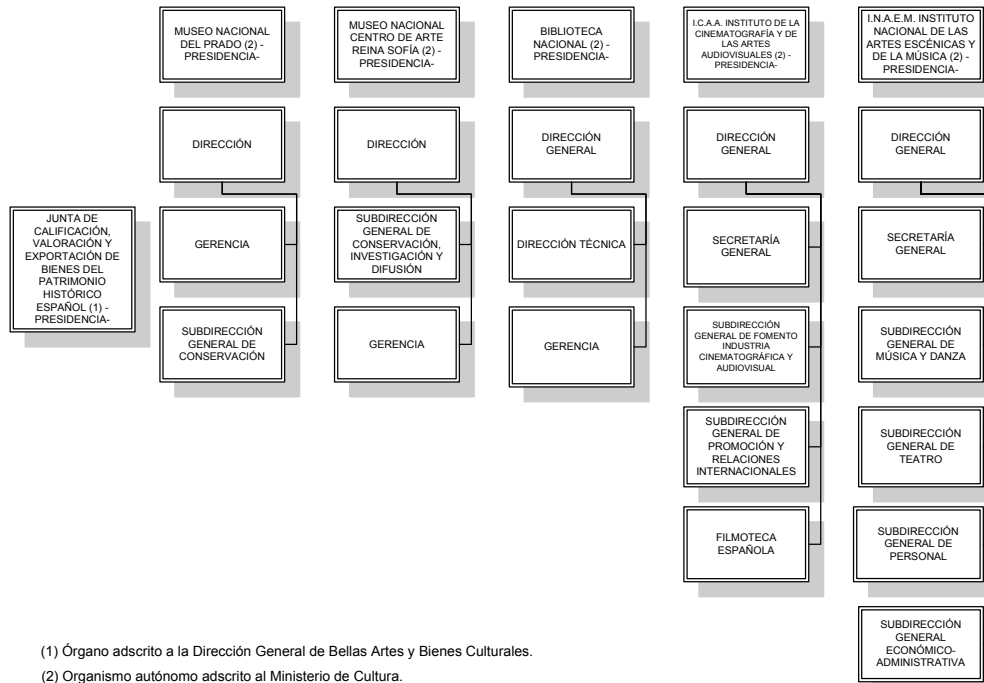 MUSEO NACIONAL
DEL PRADO (2) -
PRESIDENCIA-
MUSEO NACIONAL
CENTRO DE ARTE
REINA SOFÍA (2) -
PRESIDENCIA-
BIBLIOTECA
NACIONAL (2) -
PRESIDENCIA-
I.C.A.A. INSTITUTO DE LA
CINEMATOGRAFÍA Y DE
LAS ARTES
AUDIOVISUALES (2) -
PRESIDENCIA-
I.N.A.E.M. INSTITUTO
NACIONAL DE LAS
ARTES ESCÉNICAS Y
DE LA MÚSICA (2) -
PRESIDENCIA-
DIRECCIÓN
DIRECCIÓN
DIRECCIÓN
GENERAL
DIRECCIÓN
GENERAL
DIRECCIÓN
GENERAL
JUNTA DE
CALIFICACIÓN,
VALORACIÓN Y
EXPORTACIÓN DE
BIENES DEL
PATRIMONIO
HISTÓRICO
ESPAÑOL (1) -
PRESIDENCIA-
GERENCIA
SUBDIRECCIÓN
GENERAL DE
CONSERVACIÓN,
INVESTIGACIÓN Y
DIFUSIÓN
DIRECCIÓN TÉCNICA
SECRETARÍA
GENERAL
SECRETARÍA
GENERAL
SUBDIRECCIÓN
GENERAL DE
CONSERVACIÓN
GERENCIA
GERENCIA
SUBDIRECCIÓN
GENERAL DE FOMENTO
INDUSTRIA
CINEMATOGRÁFICA Y
AUDIOVISUAL
SUBDIRECCIÓN
GENERAL DE
MÚSICA Y DANZA
SUBDIRECCIÓN
GENERAL DE
PROMOCIÓN Y
RELACIONES
INTERNACIONALES
SUBDIRECCIÓN
GENERAL DE
TEATRO
FILMOTECA
ESPAÑOLA
SUBDIRECCIÓN
GENERAL DE
PERSONAL
SUBDIRECCIÓN
GENERAL
ECONÓMICO-
ADMINISTRATIVA
(1) Órgano adscrito a la Dirección General de Bellas Artes y Bienes Culturales.
(2) Organismo autónomo adscrito al Ministerio de Cultura.